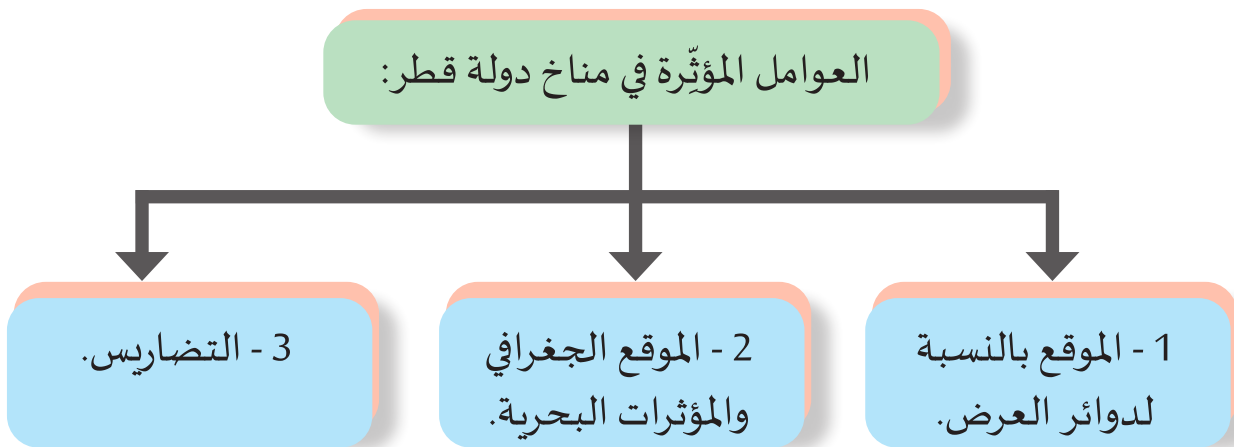 العوامل المؤثِّرة في مناخ دولة قطر:
1 - الموقع بالنسبة
لدوائر العرض.
2 - الموقع الجغرافي
والمؤثرات البحرية.
3 - التضاريس.